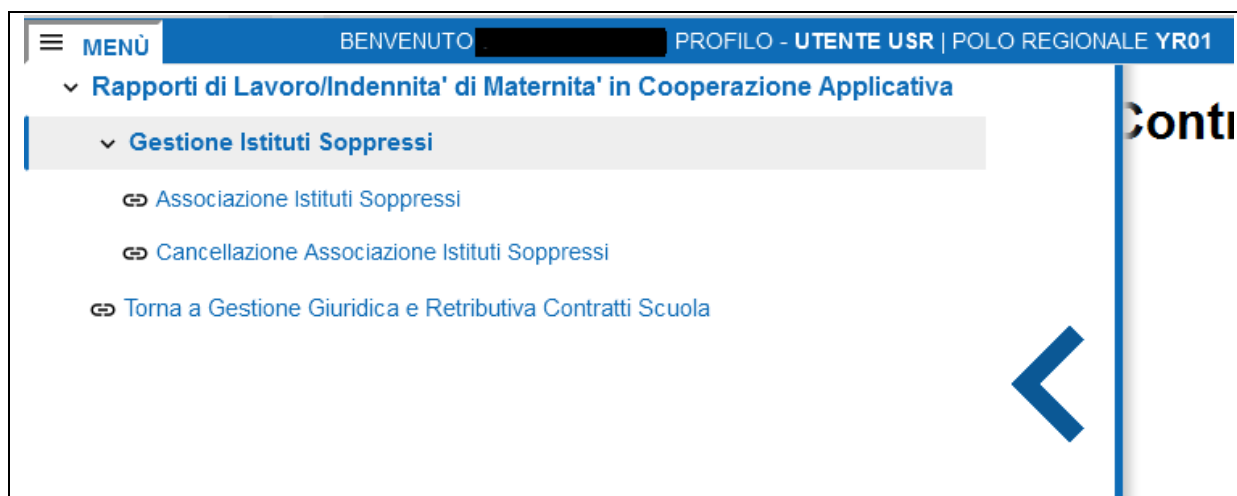 MENÙ BENVENUTO PROFILO - UTENTE USR | POLO REGIONALE YR01
Rapporti di Lavoro/Indennita' di Maternita' in Cooperazione Applicativa
Gestione Istituti Soppressi
Associazione Istituti Soppressi
Cancellazione Associazione Istituti Soppressi
Torna a Gestione Giuridica e Retributiva Contratti Scuola